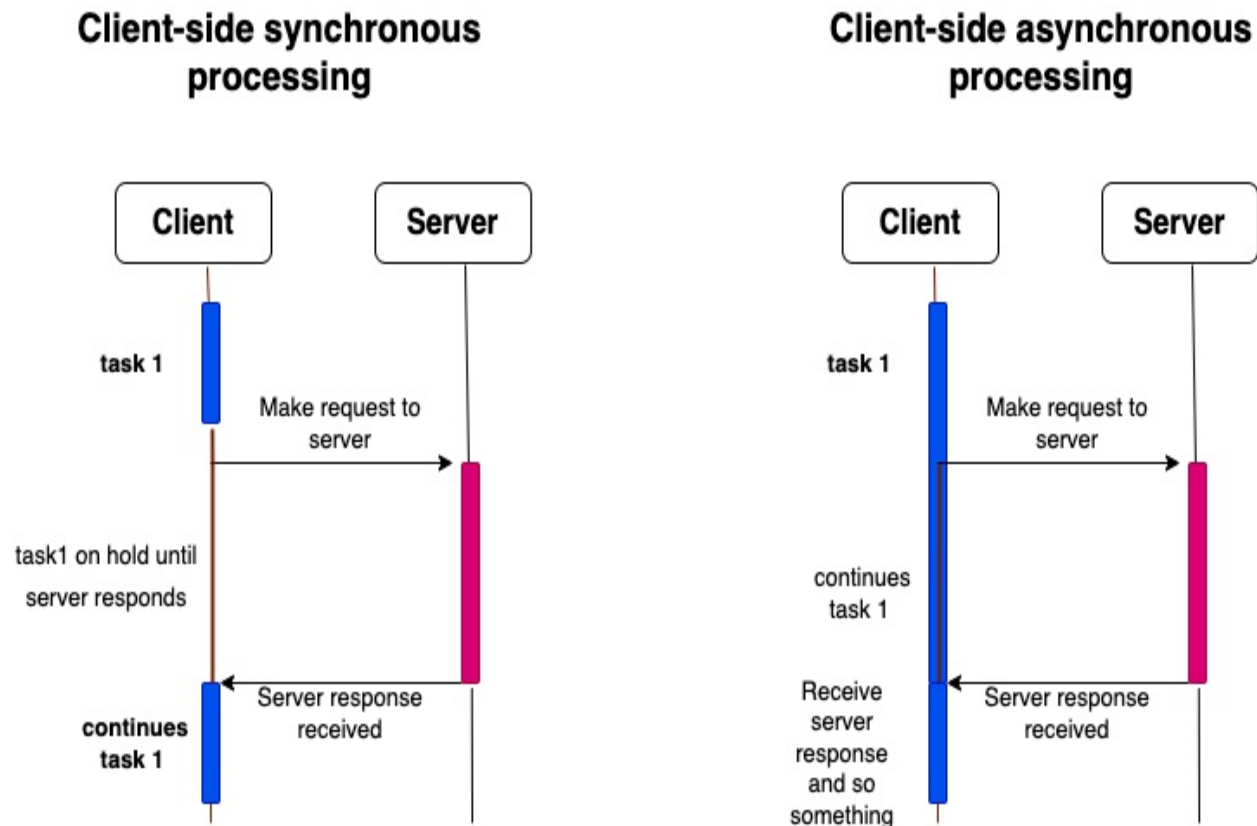 Client-side synchronous
processing
Client
Server
task 1
Make request to
server
task1 on hold until
server responds
Server response
received
continues
task 1
Client-side asynchronous
processing
Client
Server
task 1
Make request to
server
continues
task 1
Server response
received
Receive
server
response
and so
something